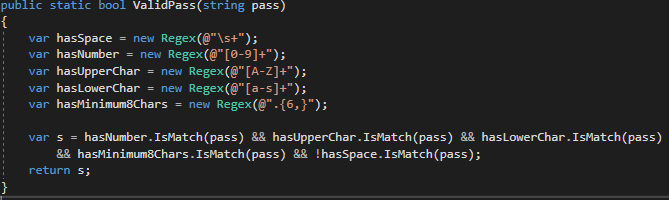 public static bool ValidPass(string pass)
{
var hasSpace = new Regex(@"\s+");
var hasNumber = new Regex(@"[0-9]+");
var hasUpperChar = new Regex(@"[A-Z]+");
var hasLowerChar = new Regex(@"[a-s]+");
var hasMinimum8Chars = new Regex(@".{6,}");
var s = hasNumber.IsMatch(pass) && hasUpperChar.IsMatch(pass) && hasLowerChar.IsMatch(pass)
&& hasMinimum8Chars.IsMatch(pass) && !hasSpace.IsMatch(pass);
return s;
}